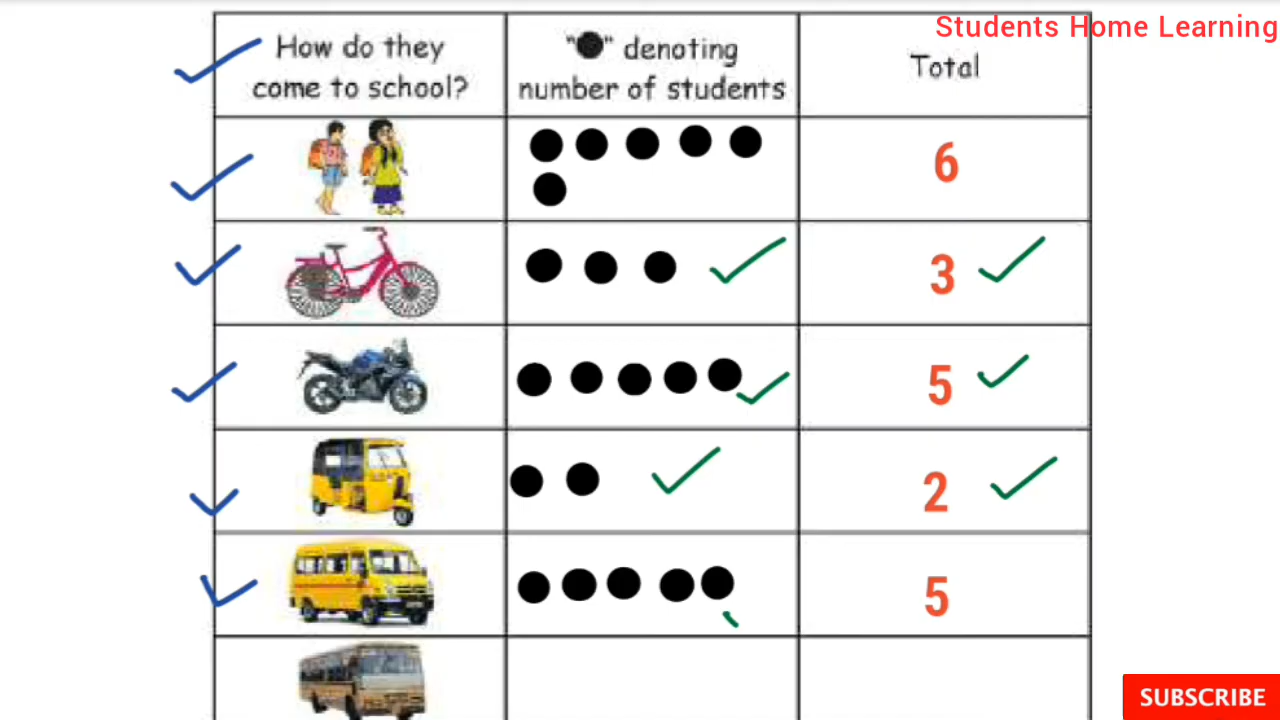 Students Home Learning
How do they
come to school?
"●" denoting
number of students
Total
6
3
5
2
5
SUBSCRIBE